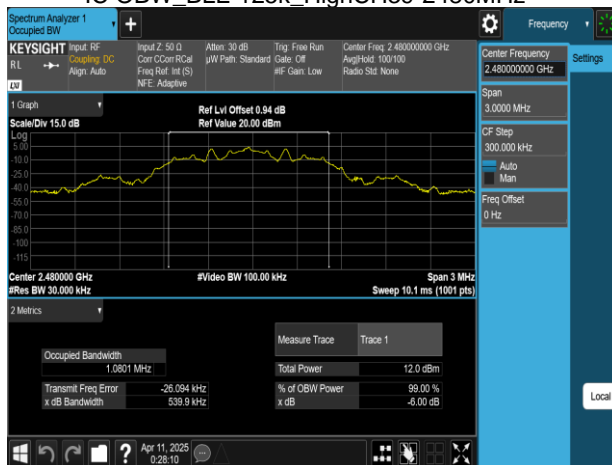 IC OBW_BLE 125k_HighCH39 2480MHz
Spectrum Analyzer 1
Occupied BW
+
Frequency
KEYSIGHT
RL
LXI
Input: RF
Coupling: DC
Align: Auto
Input Z: 50 Ω
Corr CCorr RCal
Freq Ref: Int (S)
NFE: Adaptive
Atten: 30 dB
µW Path: Standard
Trig: Free Run
Gate: Off
#IF Gain: Low
Center Freq: 2.480000000 GHz
Avg|Hold: 100/100
Radio Std: None
Center Frequency
2.480000000 GHz
Settings
Span
3.0000 MHz
CF Step
300.000 kHz
Auto
Man
Freq Offset
0 Hz
Local
1 Graph
Scale/Div 15.0 dB
Ref Lvl Offset 0.94 dB
Ref Value 20.00 dBm
Log
5.00
-10.0
-25.0
-40.0
-55.0
-70.0
-85.0
-100
-115
Center 2.480000 GHz
#Video BW 100.00 kHz
Span 3 MHz
#Res BW 30.000 kHz
Sweep 10.1 ms (1001 pts)
2 Metrics
Measure Trace Trace 1
Occupied Bandwidth
1.0801 MHz
Total Power 12.0 dBm
Transmit Freq Error -26.094 kHz
% of OBW Power 99.00 %
x dB Bandwidth 539.9 kHz
x dB -6.00 dB
?
Apr 11, 2025
0:28:10